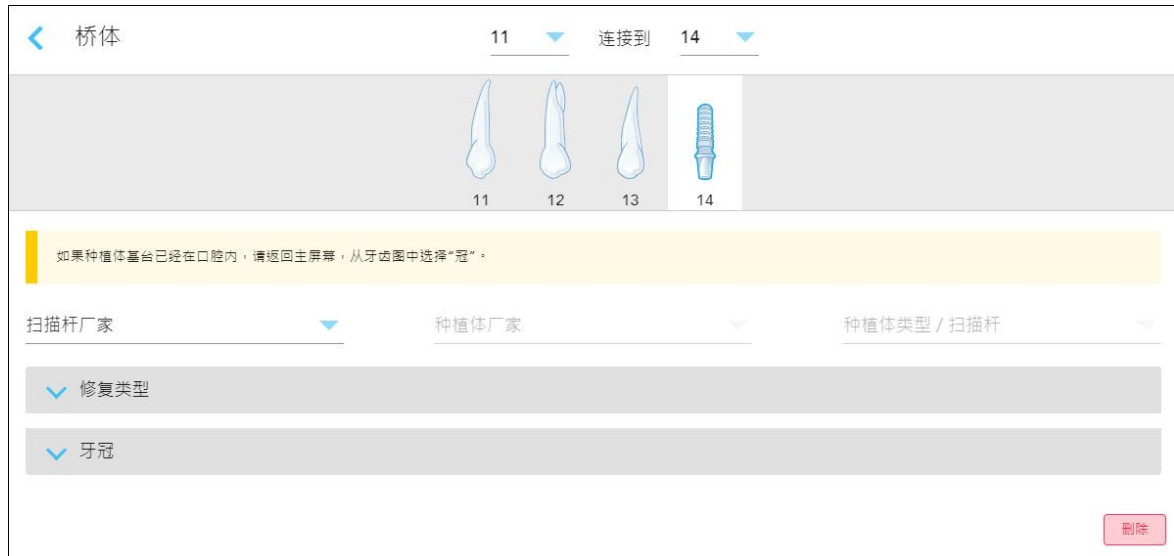 桥体 11 连接到 14
11 12 13 14
如果种植体基台已经在口腔内，请返回主屏幕，从牙齿图中选择“冠”。
扫描杆厂家 种植体厂家 种植体类型 / 扫描杆
修复类型
牙冠
删除